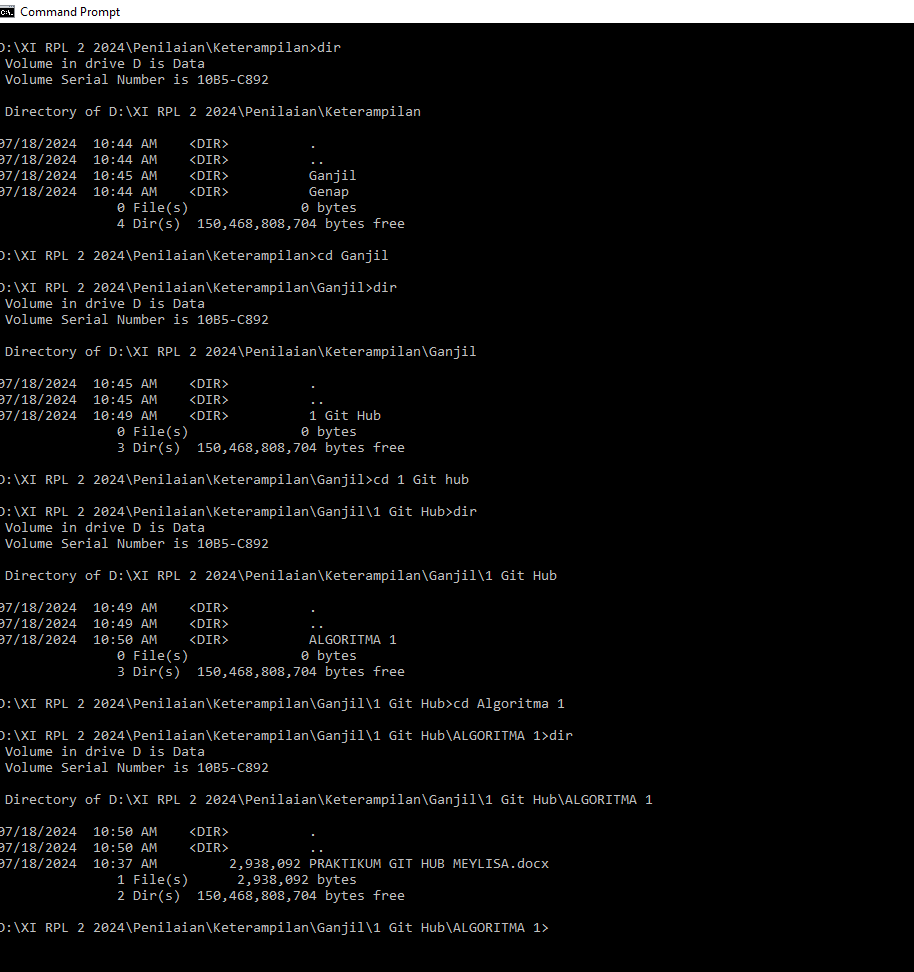 Command Prompt
D:\XI RPL 2 2024\Penilaian\Keterampilan>dir
Volume in drive D is Data
Volume Serial Number is 10B5-C892
Directory of D:\XI RPL 2 2024\Penilaian\Keterampilan
07/18/2024  10:44 AM    <DIR>          .
07/18/2024  10:44 AM    <DIR>          ..
07/18/2024  10:45 AM    <DIR>          Ganjil
07/18/2024  10:44 AM    <DIR>          Genap
0 File(s)              0 bytes
4 Dir(s)  150,468,808,704 bytes free
D:\XI RPL 2 2024\Penilaian\Keterampilan>cd Ganjil
D:\XI RPL 2 2024\Penilaian\Keterampilan\Ganjil>dir
Volume in drive D is Data
Volume Serial Number is 10B5-C892
Directory of D:\XI RPL 2 2024\Penilaian\Keterampilan\Ganjil
07/18/2024  10:45 AM    <DIR>          .
07/18/2024  10:45 AM    <DIR>          ..
07/18/2024  10:49 AM    <DIR>          1 Git Hub
0 File(s)              0 bytes
3 Dir(s)  150,468,808,704 bytes free
D:\XI RPL 2 2024\Penilaian\Keterampilan\Ganjil>cd 1 Git hub
D:\XI RPL 2 2024\Penilaian\Keterampilan\Ganjil\1 Git Hub>dir
Volume in drive D is Data
Volume Serial Number is 10B5-C892
Directory of D:\XI RPL 2 2024\Penilaian\Keterampilan\Ganjil\1 Git Hub
07/18/2024  10:49 AM    <DIR>          .
07/18/2024  10:49 AM    <DIR>          ..
07/18/2024  10:50 AM    <DIR>          ALGORITMA 1
0 File(s)              0 bytes
3 Dir(s)  150,468,808,704 bytes free
D:\XI RPL 2 2024\Penilaian\Keterampilan\Ganjil\1 Git Hub>cd Algoritma 1
D:\XI RPL 2 2024\Penilaian\Keterampilan\Ganjil\1 Git Hub\ALGORITMA 1>dir
Volume in drive D is Data
Volume Serial Number is 10B5-C892
Directory of D:\XI RPL 2 2024\Penilaian\Keterampilan\Ganjil\1 Git Hub\ALGORITMA 1
07/18/2024  10:50 AM    <DIR>          .
07/18/2024  10:50 AM    <DIR>          ..
07/18/2024  10:37 AM         2,938,092 PRAKTIKUM GIT HUB MEYLISA.docx
1 File(s)      2,938,092 bytes
2 Dir(s)  150,468,808,704 bytes free
D:\XI RPL 2 2024\Penilaian\Keterampilan\Ganjil\1 Git Hub\ALGORITMA 1>